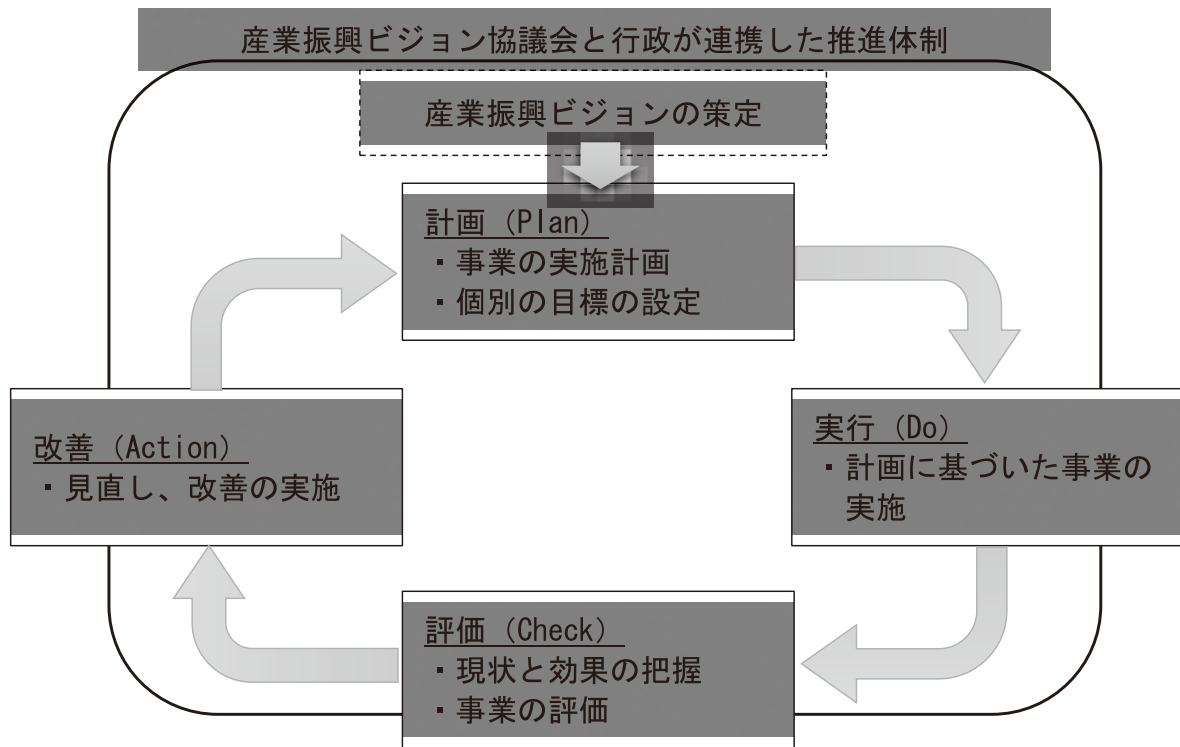 産業振興ビジョン協議会と行政が連携した推進体制
産業振興ビジョンの策定
計画（Plan）
・事業の実施計画
・個別の目標の設定
実行（Do）
・計画に基づいた事業の
実施
評価（Check）
・現状と効果の把握
・事業の評価
改善（Action）
・見直し、改善の実施